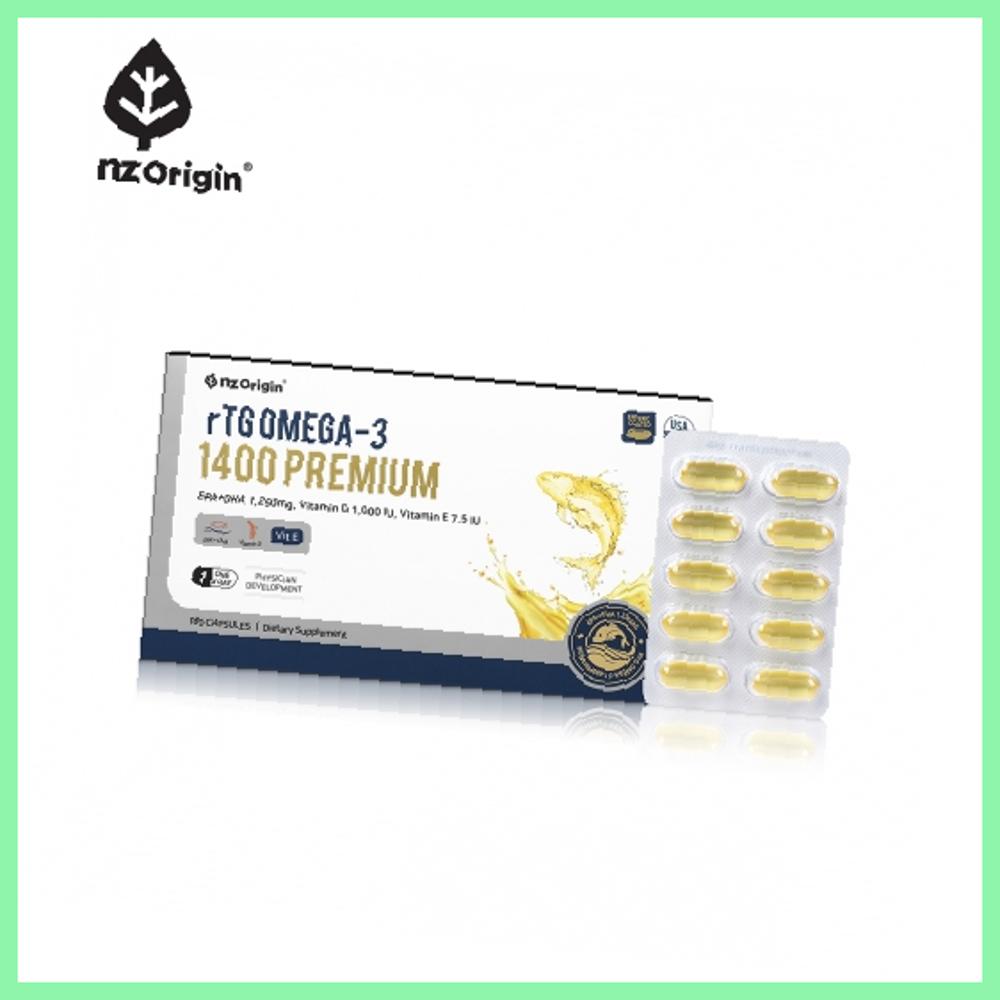 nzOrigin®
nzOrigin®
rTG OMEGA-3
1400 PREMIUM
EPA+DHA 1,260mg, Vitamin D 1,000 IU, Vitamin E 7.5 IU
Vit E
PHYSICIAN
DEVELOPMENT
CAPSULES | Dietary Supplement
USA